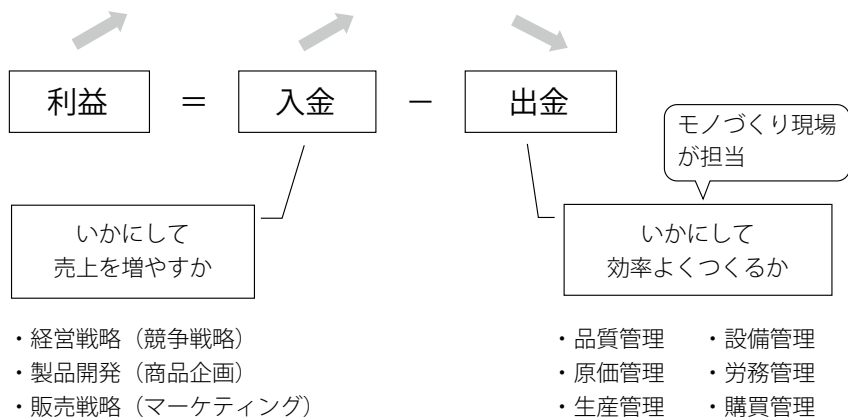 利益 = 入金 − 出金
モノづくり現場
が担当
いかにして
売上を増やすか
いかにして
効率よくつくるか
・経営戦略（競争戦略）
・製品開発（商品企画）
・販売戦略（マーケティング）
・品質管理 ・設備管理
・原価管理 ・労務管理
・生産管理 ・購買管理